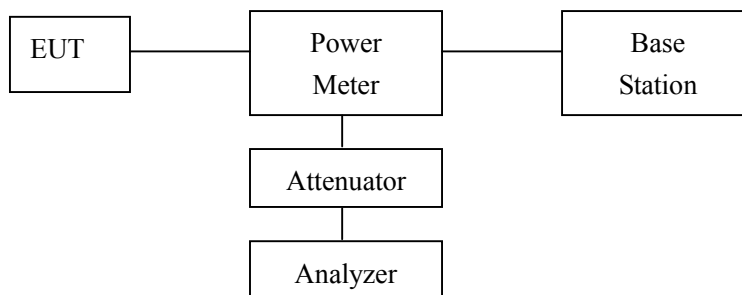 EUT
Power
Meter
Base
Station
Attenuator
Analyzer